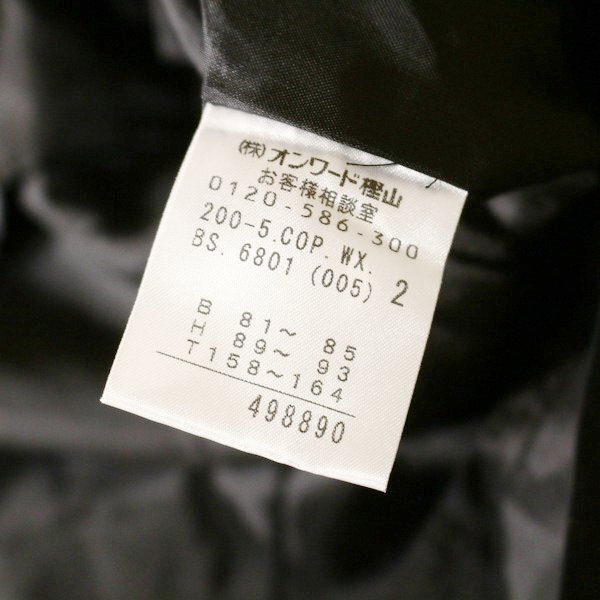 (株)オンワード樫山
お客様相談室
0120-586-300
200-5.COP.WX.
BS. 6801 (005) 2
B 81～ 85
H 89～ 93
T158～164
498890